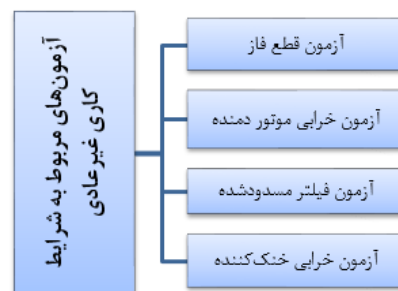 آزمون‌های مربوط به شرایط
کاری غیرعادی
آزمون قطع فاز
آزمون خرابی موتور دمنده
آزمون فیلتر مسدودشده
آزمون خرابی خنک‌کننده